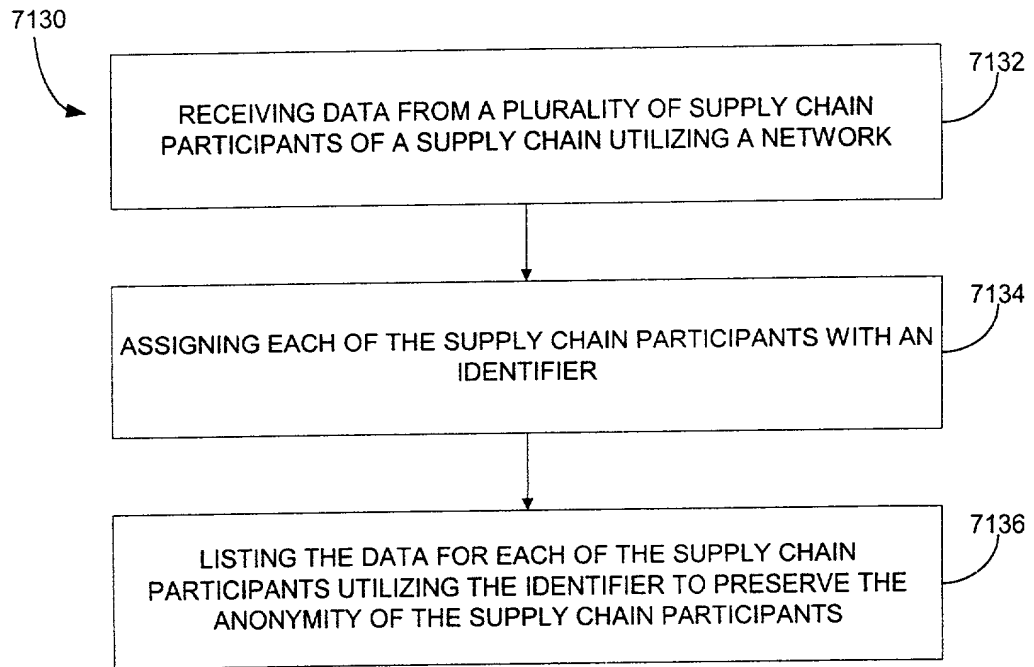 7130
7132
RECEIVING DATA FROM A PLURALITY OF SUPPLY CHAIN
PARTICIPANTS OF A SUPPLY CHAIN UTILIZING A NETWORK
7134
ASSIGNING EACH OF THE SUPPLY CHAIN PARTICIPANTS WITH AN
IDENTIFIER
7136
LISTING THE DATA FOR EACH OF THE SUPPLY CHAIN
PARTICIPANTS UTILIZING THE IDENTIFIER TO PRESERVE THE
ANONYMITY OF THE SUPPLY CHAIN PARTICIPANTS